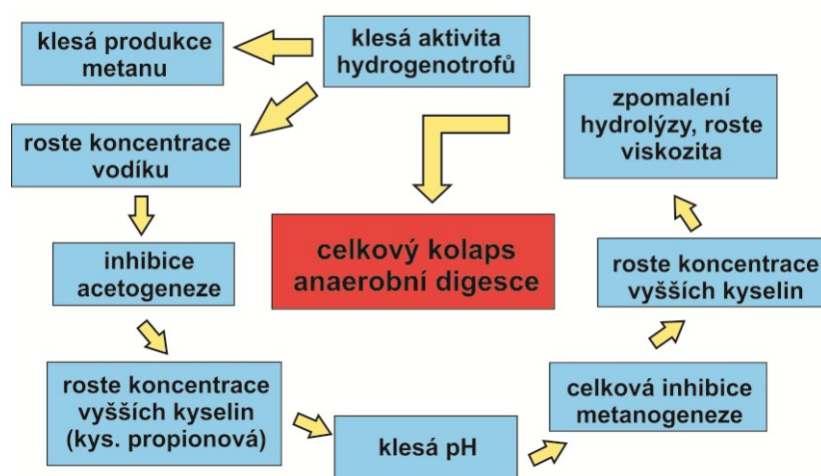 klesá produkce
metanu
klesá aktivita
hydrogenotrofů
zpomalení
hydrolýzy, roste
viskozita
roste koncentrace
vodíku
celkový kolaps
anaerobní digesce
inhibice
acetogeneze
roste koncentrace
vyšších kyselin
roste koncentrace
vyšších kyselin
(kys. propionová)
klesá pH
celková inhibice
metanogeneze